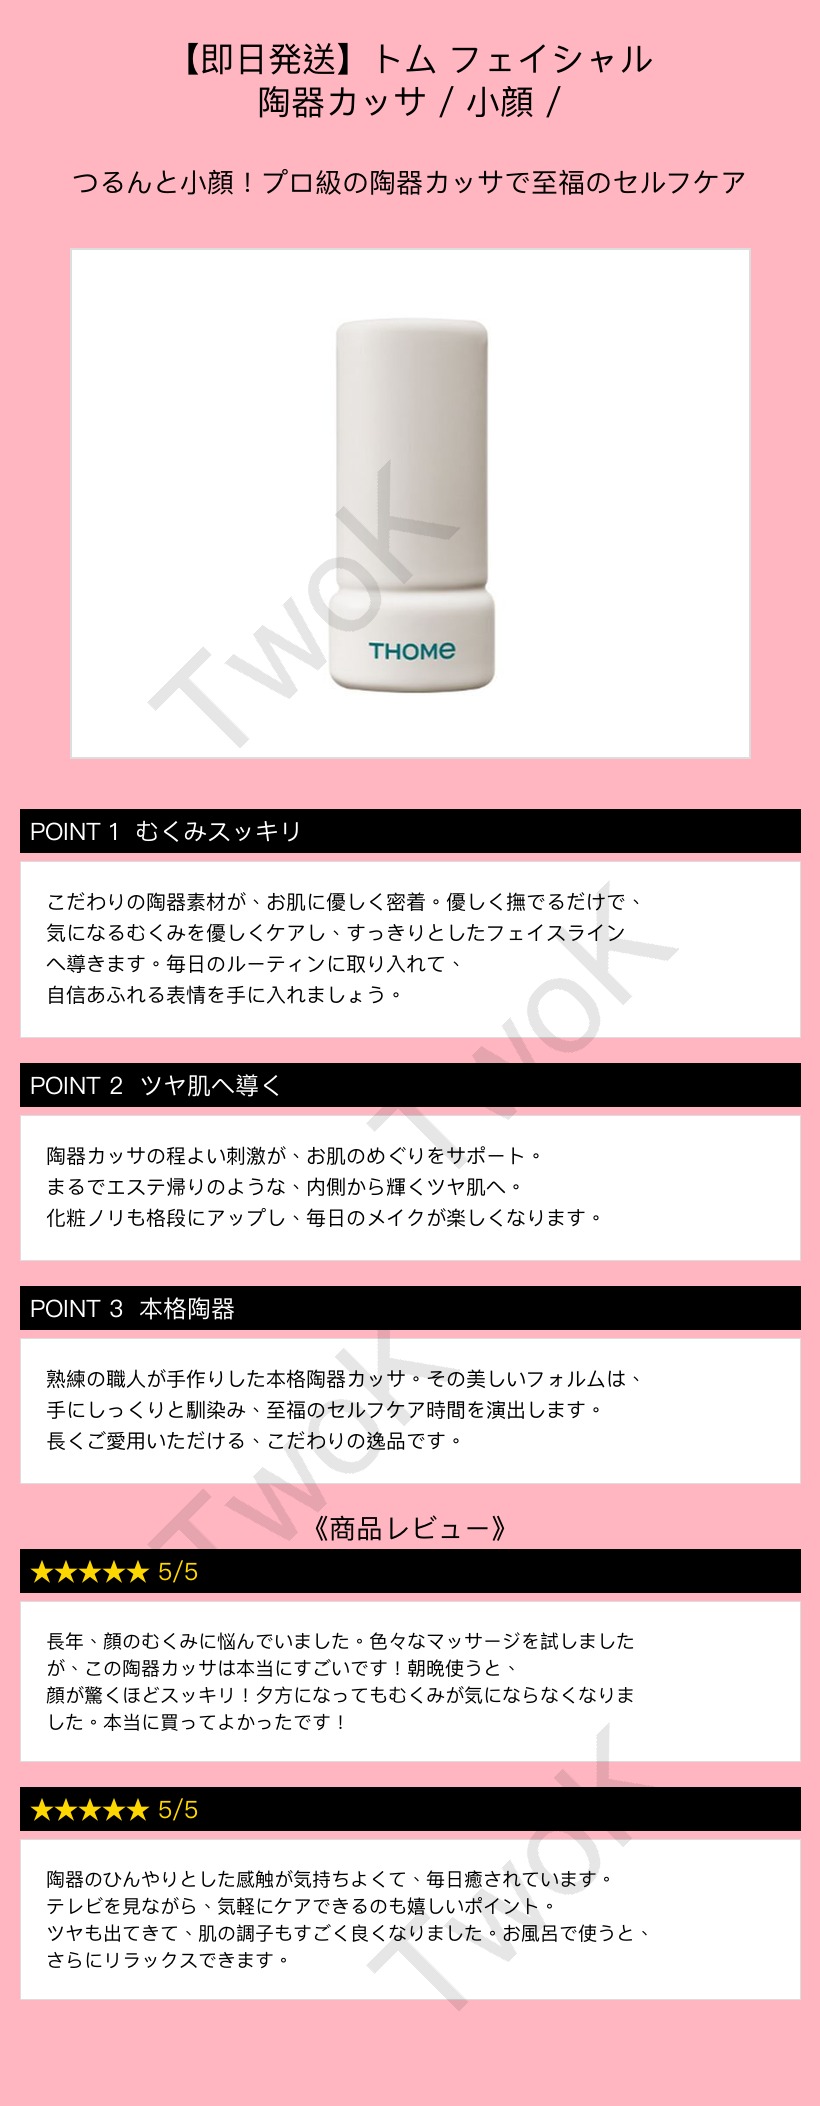 【即日発送】トム フェイシャル
陶器カッサ / 小顔 /
つるんと小顔！プロ級の陶器カッサで至福のセルフケア
THOMe
TwoK
POINT 1 むくみスッキリ
こだわりの陶器素材が、お肌に優しく密着。優しく撫でるだけで、
気になるむくみを優しくケアし、すっきりとしたフェイスライン
へ導きます。毎日のルーティンに取り入れて、
自信あふれる表情を手に入れましょう。
TwoK
POINT 2 ツヤ肌へ導く
陶器カッサの程よい刺激が、お肌のめぐりをサポート。
まるでエステ帰りのような、内側から輝くツヤ肌へ。
化粧ノリも格段にアップし、毎日のメイクが楽しくなります。
POINT 3 本格陶器
熟練の職人が手作りした本格陶器カッサ。その美しいフォルムは、
手にしっくりと馴染み、至福のセルフケア時間を演出します。
長くご愛用いただける、こだわりの逸品です。
TwoK
《商品レビュー》
★★★★★ 5/5
長年、顔のむくみに悩んでいました。色々なマッサージを試しました
が、この陶器カッサは本当にすごいです！朝晩使うと、
顔が驚くほどスッキリ！夕方になってもむくみが気にならなくなりま
した。本当に買ってよかったです！
★★★★★ 5/5
陶器のひんやりとした感触が気持ちよくて、毎日癒されています。
テレビを見ながら、気軽にケアできるのも嬉しいポイント。
ツヤも出てきて、肌の調子もすごく良くなりました。お風呂で使うと、
さらにリラックスできます。
TwoK